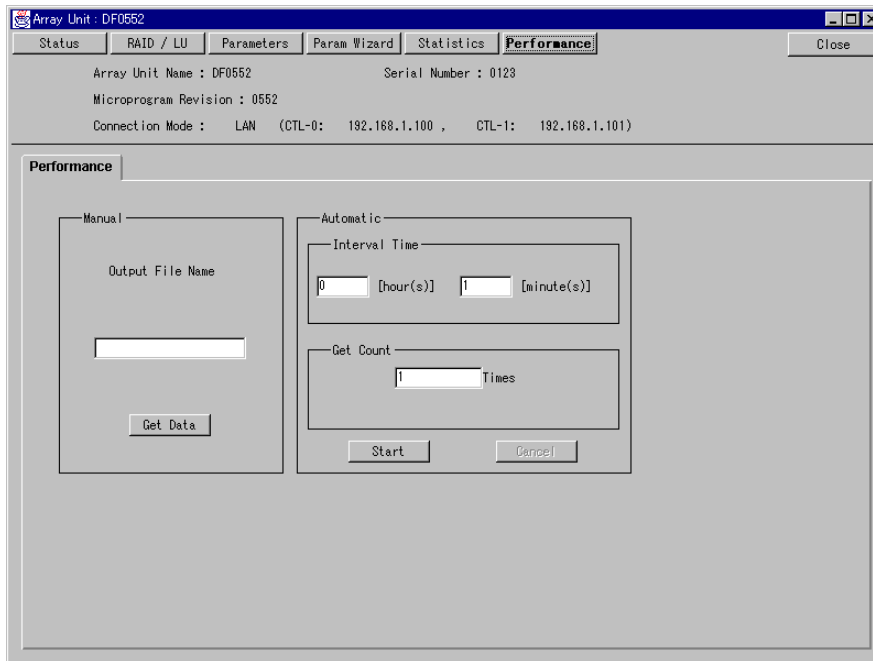 Array Unit : DF0552
Status RAID / LU Parameters Param Wizard Statistics Performance Close
Array Unit Name : DF0552 Serial Number : 0123
Microprogram Revision : 0552
Connection Mode : LAN (CTL-0: 192.168.1.100 , CTL-1: 192.168.1.101)
Performance
Manual
Output File Name
Get Data
Automatic
Interval Time
0 [hour(s)] 1 [minute(s)]
Get Count
1 Times
Start Cancel